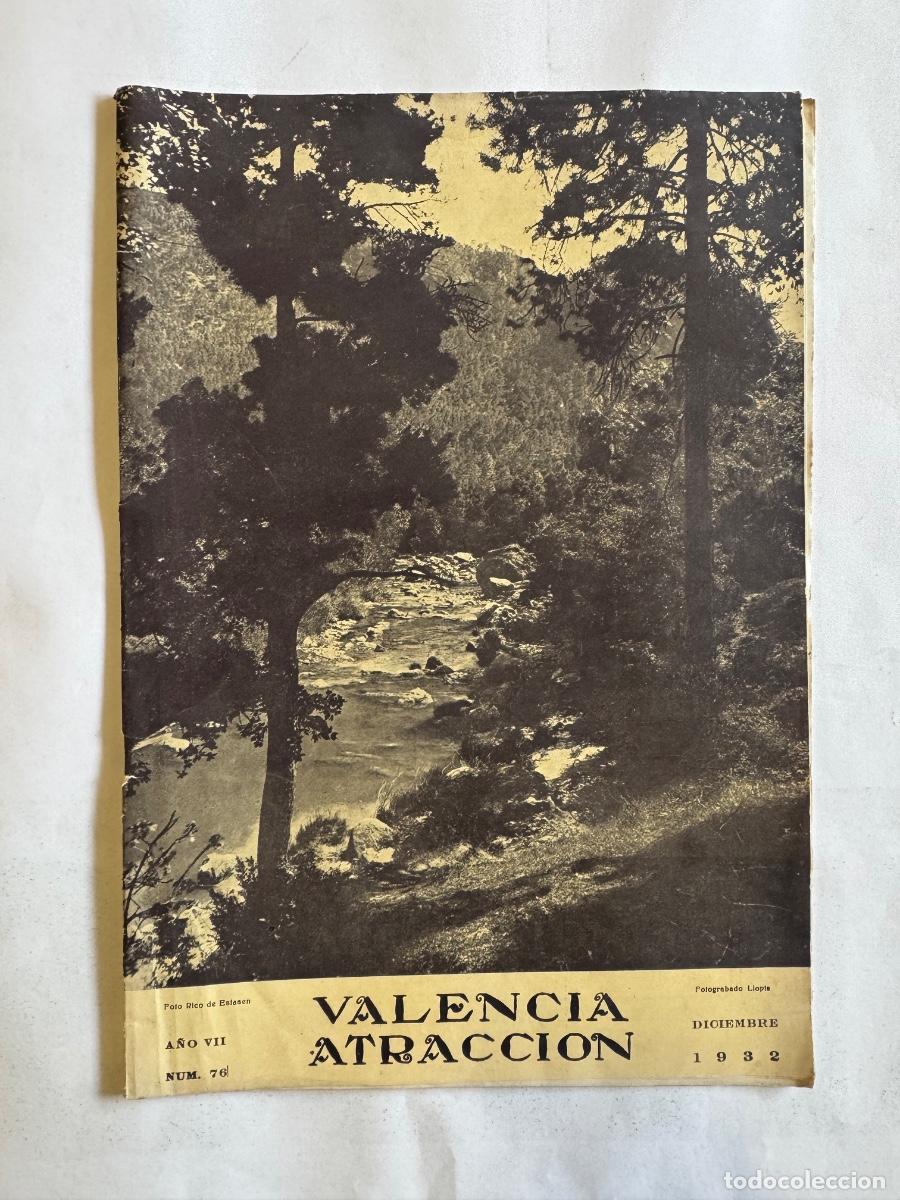 Foto Rico de Estasen
AÑO VII
NUM. 76
VALENCIA
ATRACCION
Fotograbado Llopis
DICIEMBRE
1932
todocoleccion